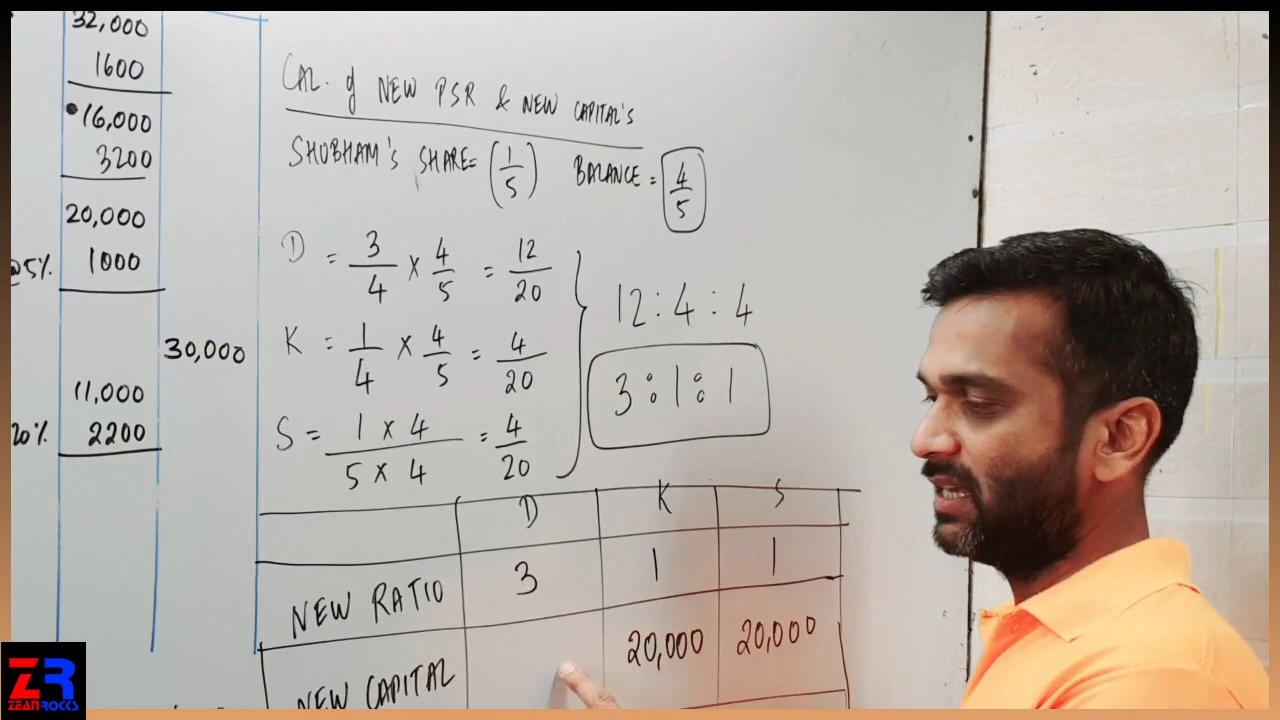 32,000
1600
16,000
3200
20,000
@5% 1000
30,000
11,000
20% 2200
CAL. of NEW PSR & NEW CAPITAL'S
SHUBHAM'S SHARE = (1/5) BALANCE = 4/5
D = 3/4 × 4/5 = 12/20
K = 1/4 × 4/5 = 4/20
S = 1 × 4 / 5 × 4 = 4/20
12 : 4 : 4
3 : 1 : 1
D K S
NEW RATIO 3 1 1
NEW CAPITAL 20,000 20,000
ZR
ZEAN ROCKS